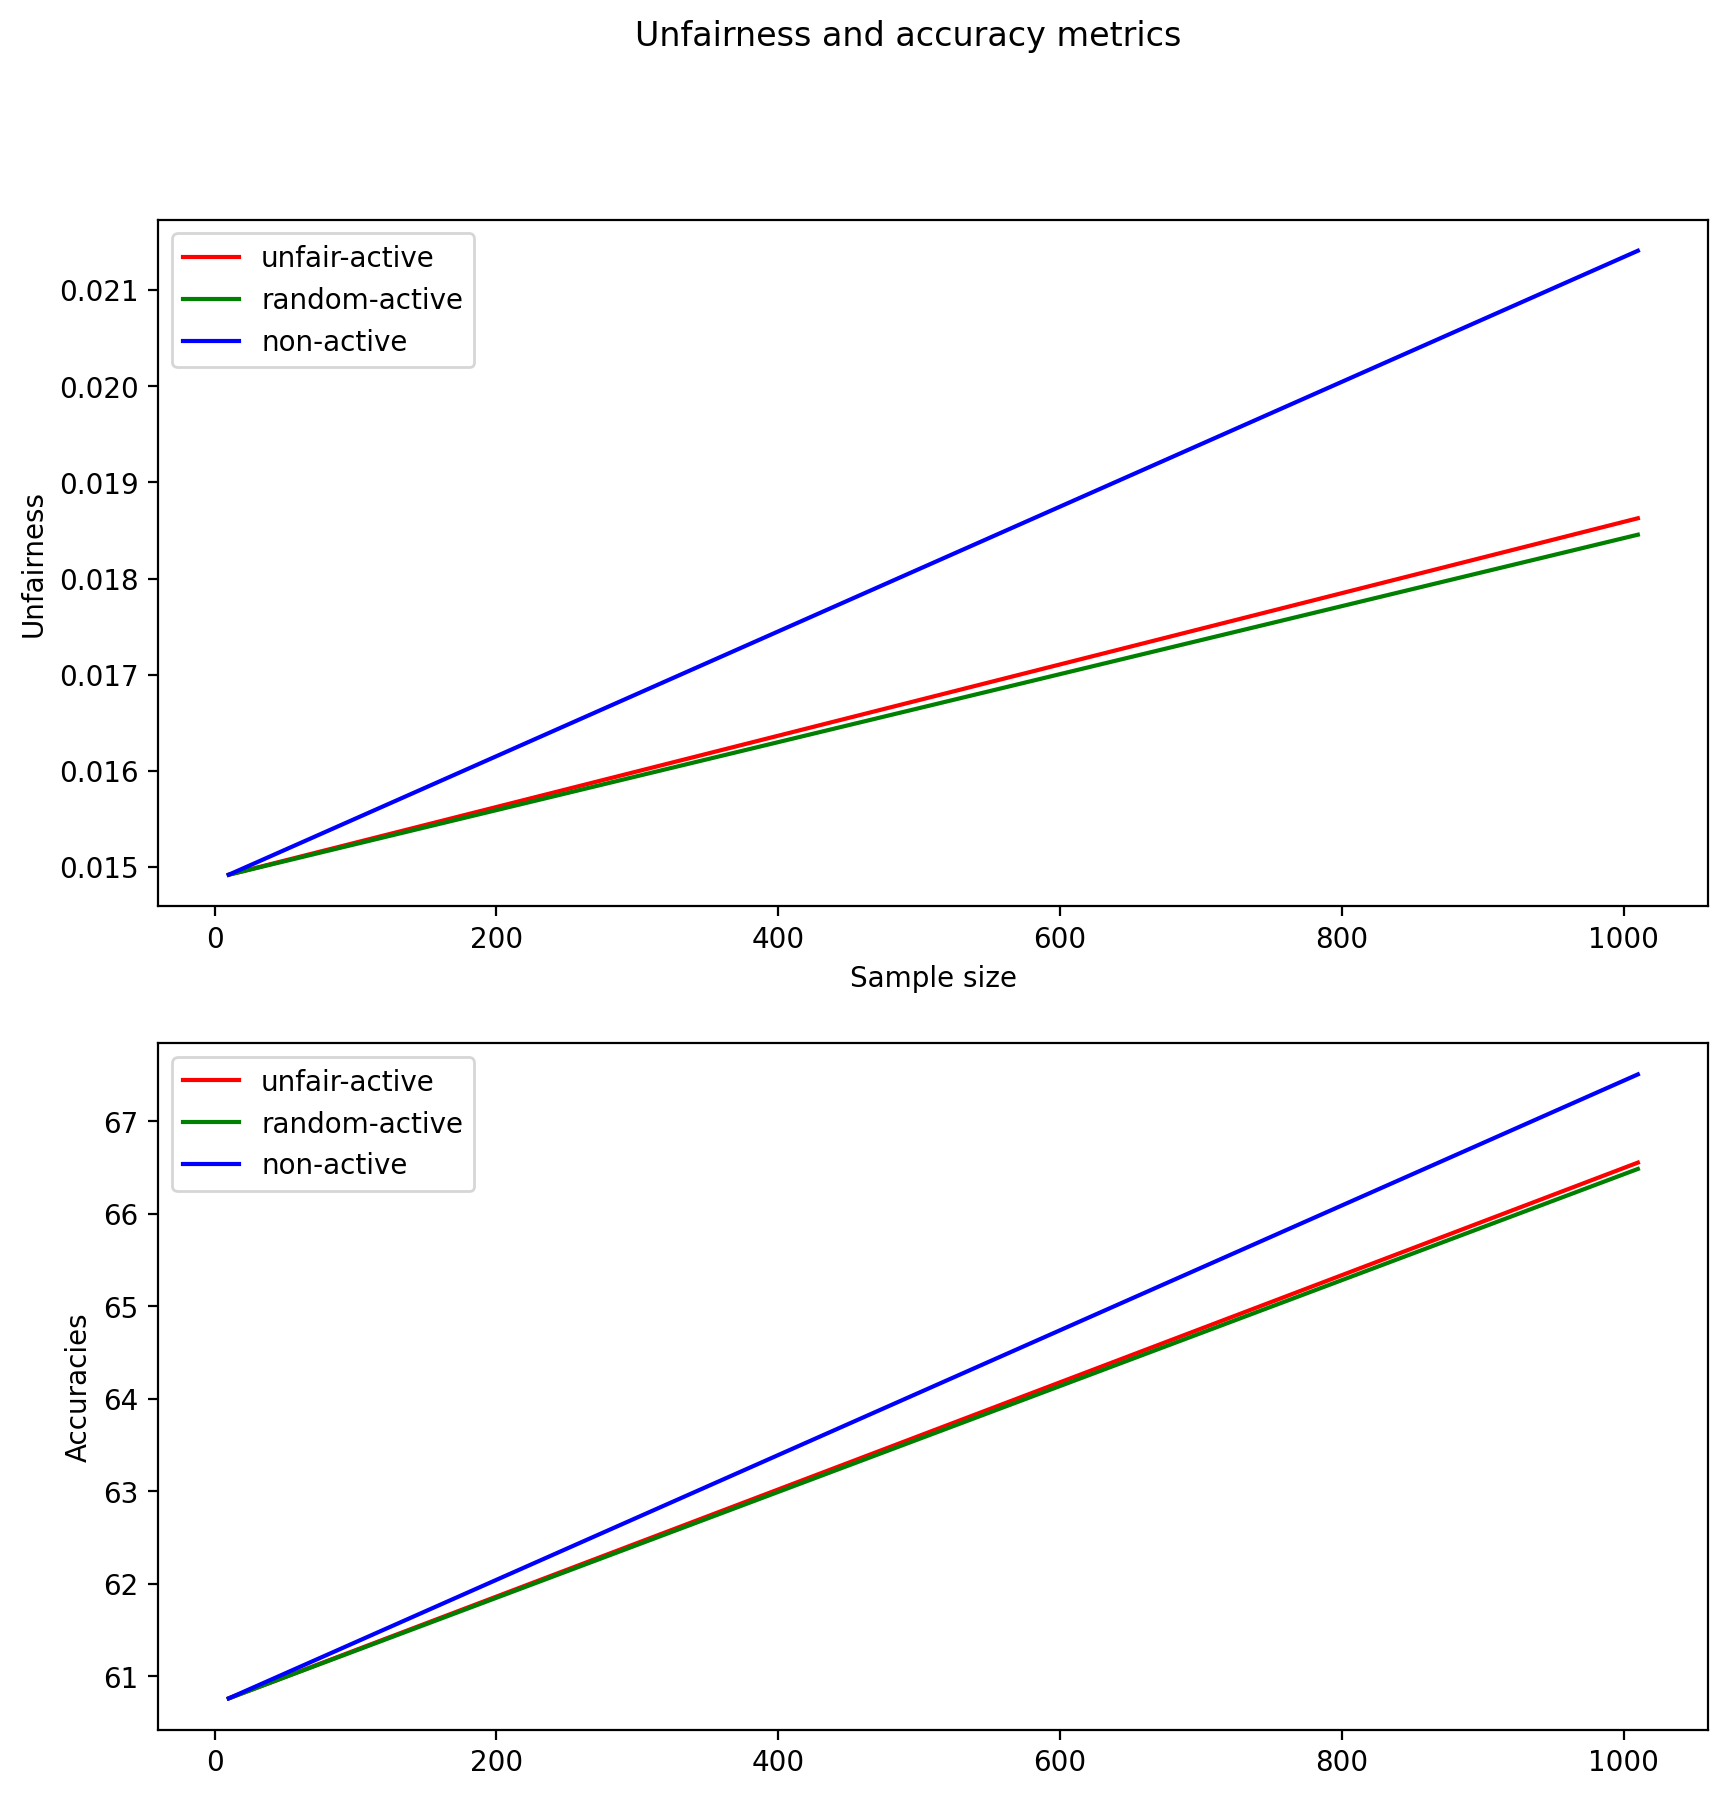 Unfairness and accuracy metrics
unfair-active
random-active
non-active
0.021
0.020
0.019
0.018
0.017
0.016
0.015
Unfairness
0 200 400 600 800 1000
Sample size
unfair-active
random-active
non-active
67
66
65
64
63
62
61
Accuracies
0 200 400 600 800 1000